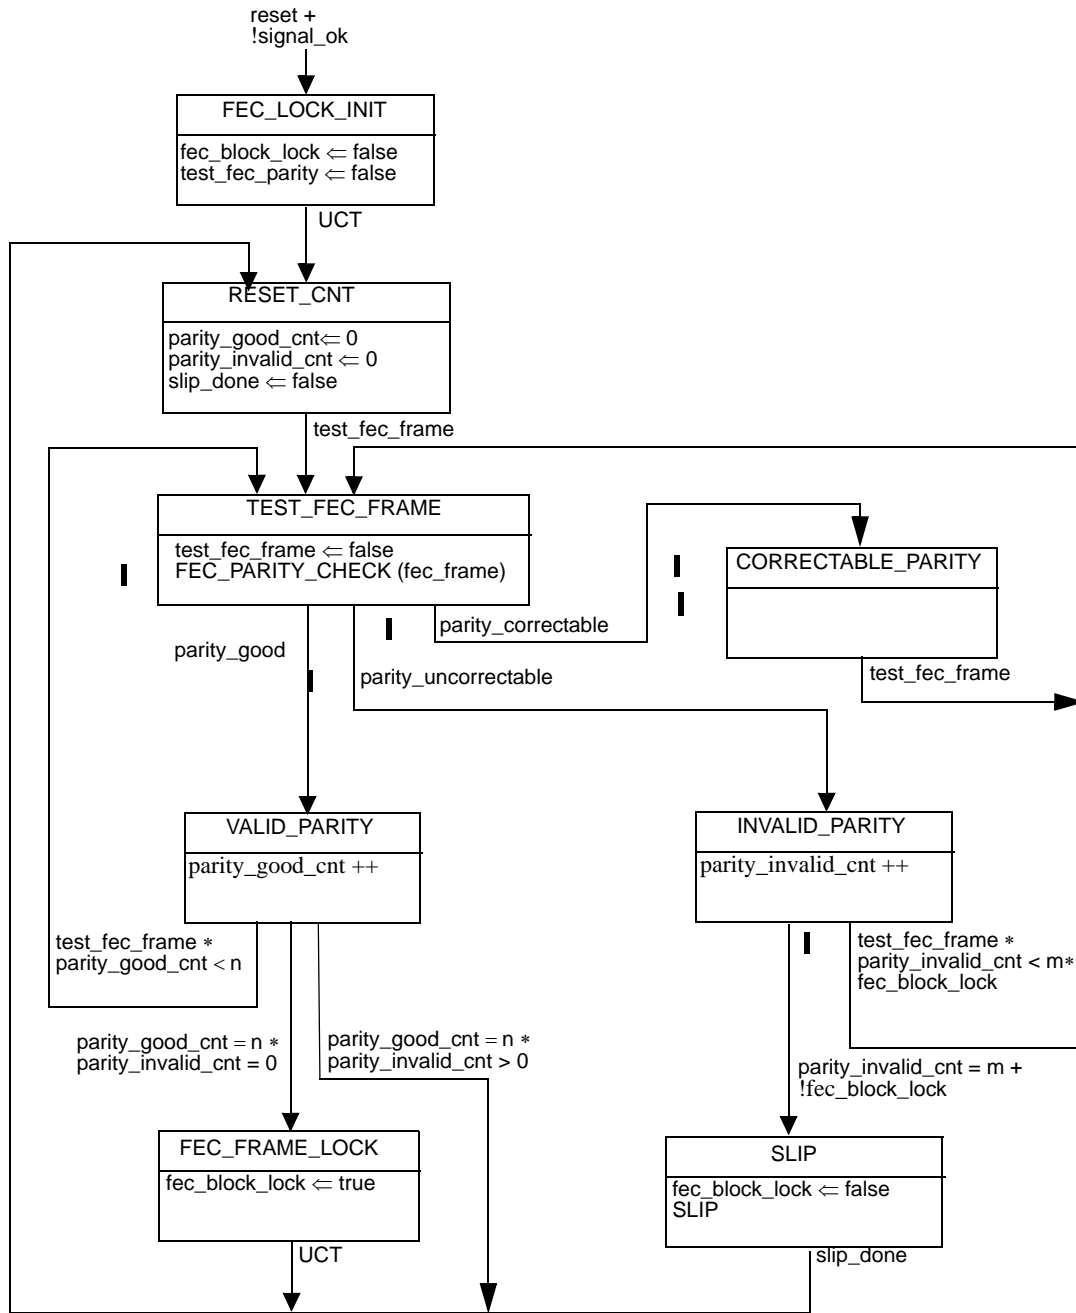 reset +
!signal_ok
FEC_LOCK_INIT
fec_block_lock ⇐ false
test_fec_parity ⇐ false
UCT
RESET_CNT
parity_good_cnt⇐ 0
parity_invalid_cnt ⇐ 0
slip_done ⇐ false
test_fec_frame
TEST_FEC_FRAME
test_fec_frame ⇐ false
FEC_PARITY_CHECK (fec_frame)
CORRECTABLE_PARITY
parity_correctable
parity_good
parity_uncorrectable
test_fec_frame
VALID_PARITY
parity_good_cnt ++
INVALID_PARITY
parity_invalid_cnt ++
test_fec_frame *
parity_good_cnt < n
test_fec_frame *
parity_invalid_cnt < m*
fec_block_lock
parity_good_cnt = n *
parity_invalid_cnt = 0
parity_good_cnt = n *
parity_invalid_cnt > 0
parity_invalid_cnt = m +
!fec_block_lock
FEC_FRAME_LOCK
fec_block_lock ⇐ true
SLIP
fec_block_lock ⇐ false
SLIP
UCT
slip_done